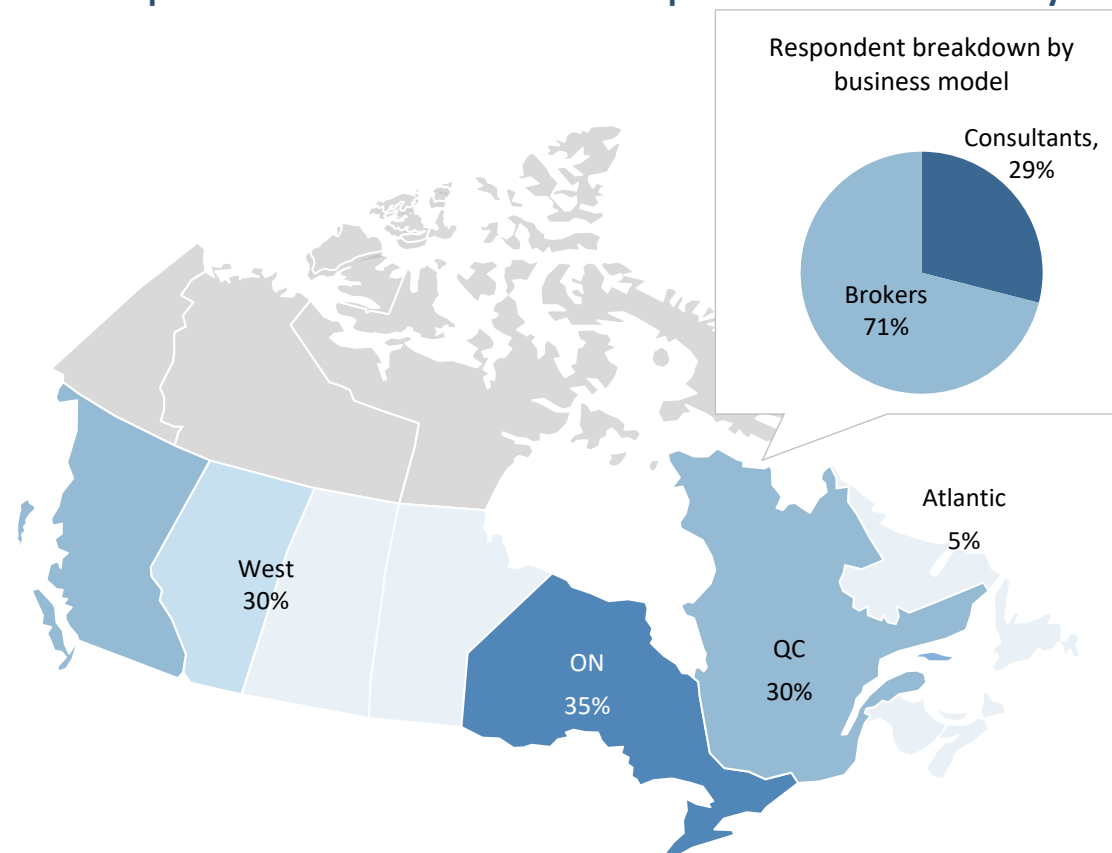 Respondent breakdown by
business model
Consultants,
29%
Brokers
71%
Atlantic
5%
West
30%
QC
30%
ON
35%